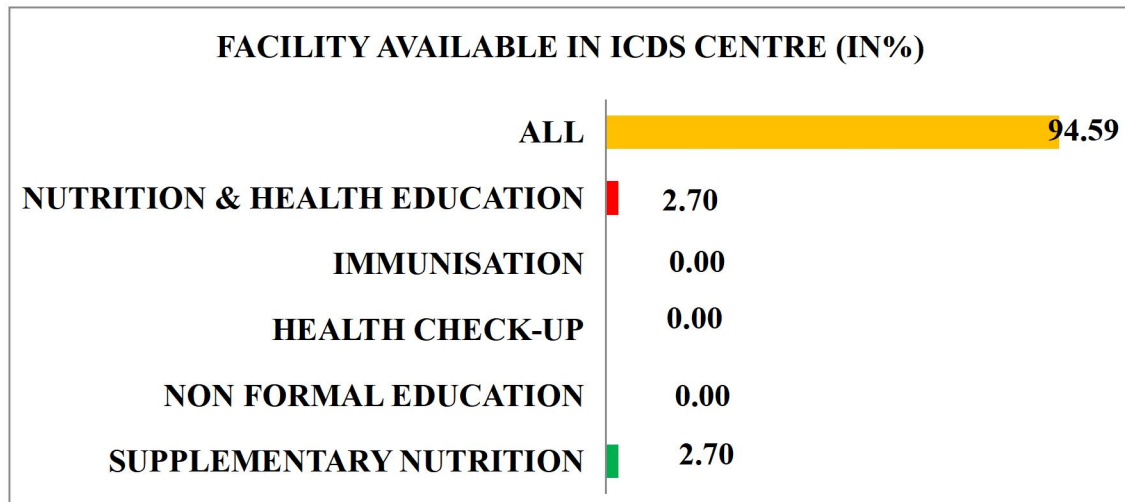 FACILITY AVAILABLE IN ICDS CENTRE (IN%)
ALL 94.59
NUTRITION & HEALTH EDUCATION 2.70
IMMUNISATION 0.00
HEALTH CHECK-UP 0.00
NON FORMAL EDUCATION 0.00
SUPPLEMENTARY NUTRITION 2.70